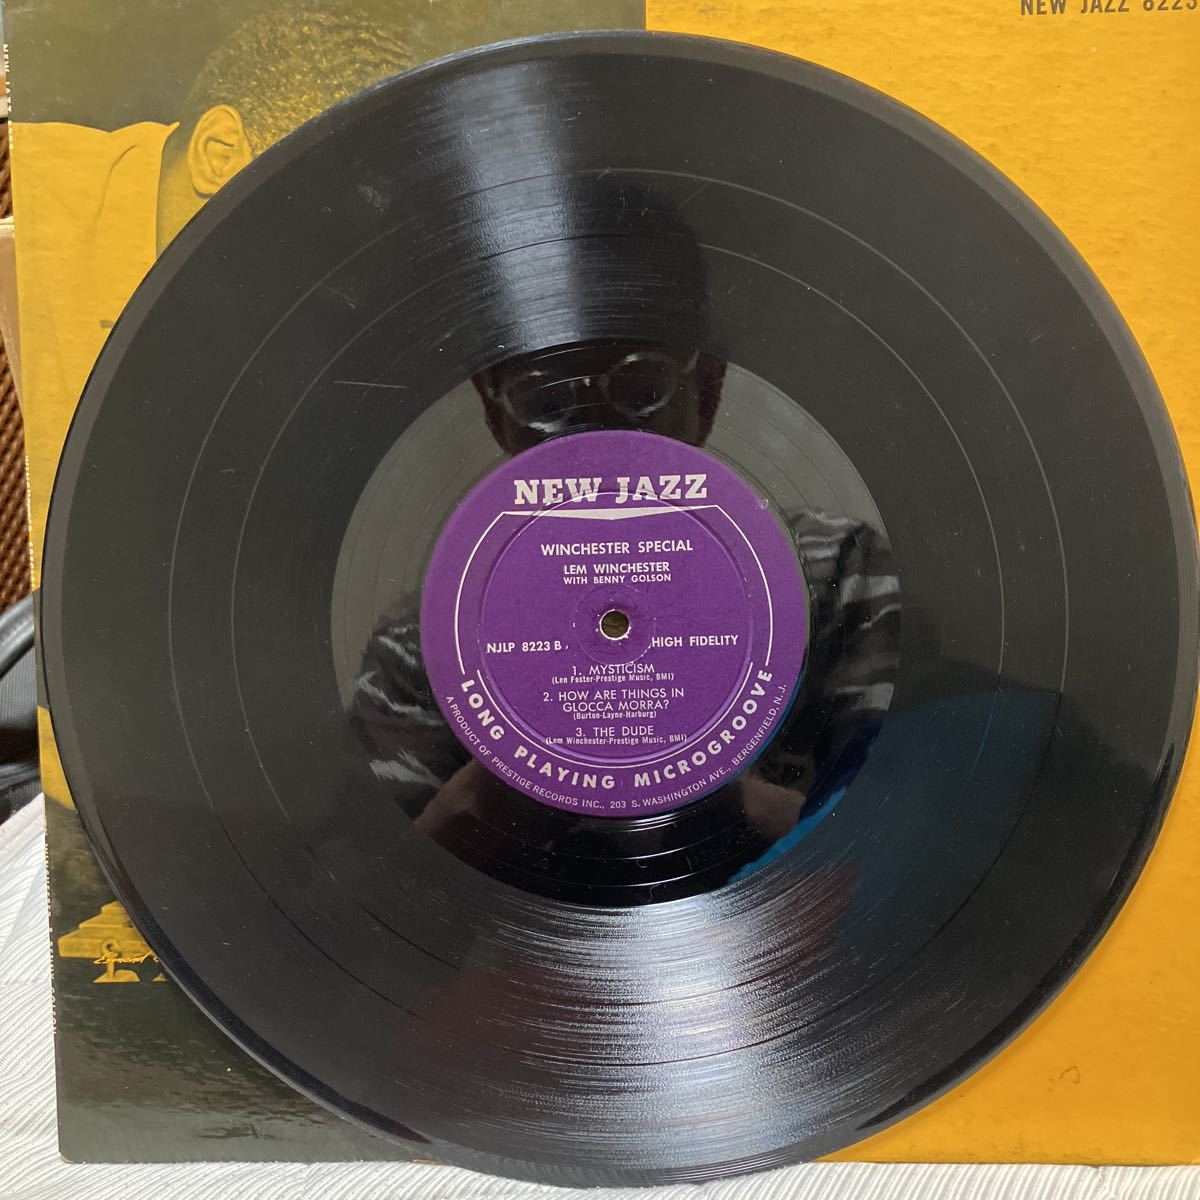 NEW JAZZ 8223
NEW JAZZ
WINCHESTER SPECIAL
LEM WINCHESTER
WITH BENNY GOLSON
NJLP 8223 B
HIGH FIDELITY
1. MYSTICISM
(Len Foster-Prestige Music, BMI)
2. HOW ARE THINGS IN
GLOCCA MORRA?
(Burton-Layne-Harburg)
3. THE DUDE
(Lem Winchester-Prestige Music, BMI)
LONG PLAYING MICROGROOVE
A PRODUCT OF PRESTIGE RECORDS INC., 203 S. WASHINGTON AVE., BERGENFIELD, N. J.